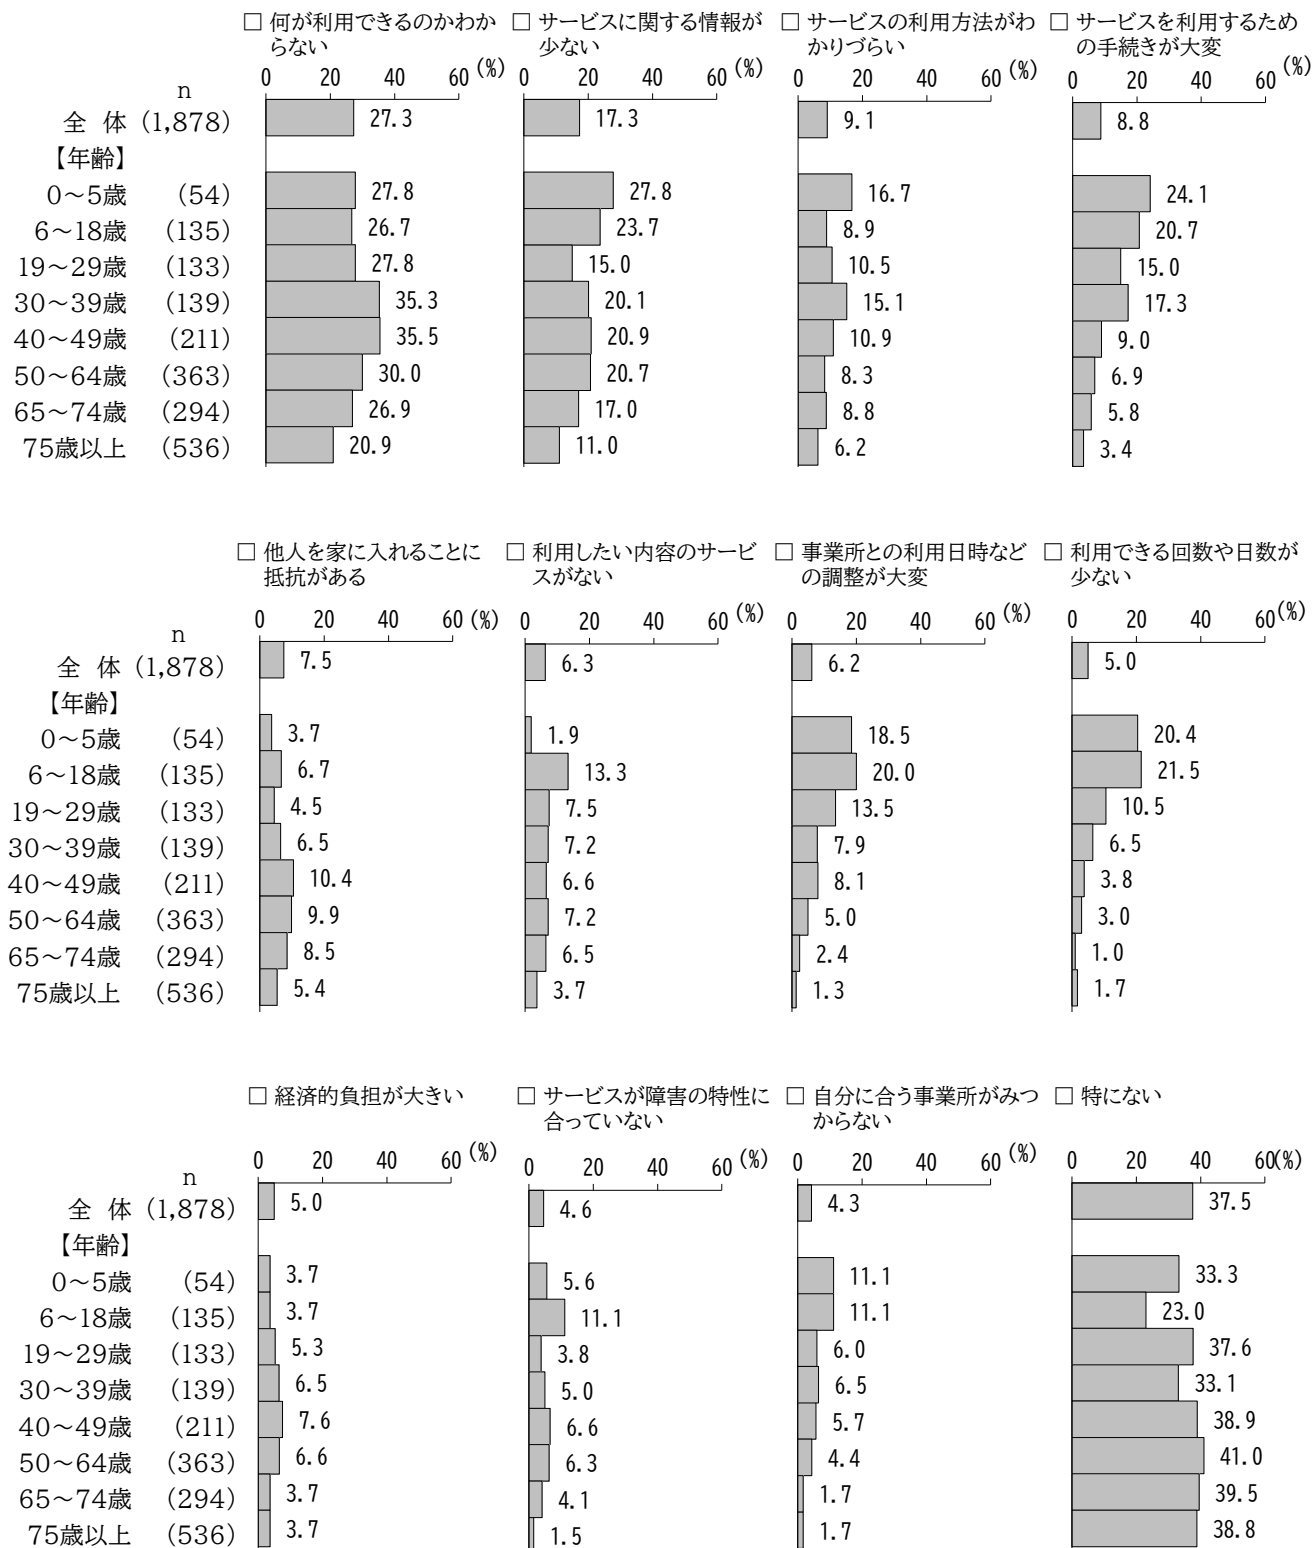 □ 何が利用できるのかわか
らない
□ サービスに関する情報が
少ない
□ サービスの利用方法がわ
かりづらい
□ サービスを利用するため
の手続きが大変
0 20 40 60 (%) 0 20 40 60 (%) 0 20 40 60 (%) 0 20 40 60 (%)
n
全 体 (1,878) 27.3 17.3 9.1 8.8
【年齢】
0〜5歳 (54) 27.8 27.8 16.7 24.1
6〜18歳 (135) 26.7 23.7 8.9 20.7
19〜29歳 (133) 27.8 15.0 10.5 15.0
30〜39歳 (139) 35.3 20.1 15.1 17.3
40〜49歳 (211) 35.5 20.9 10.9 9.0
50〜64歳 (363) 30.0 20.7 8.3 6.9
65〜74歳 (294) 26.9 17.0 8.8 5.8
75歳以上 (536) 20.9 11.0 6.2 3.4
□ 他人を家に入れることに
抵抗がある
□ 利用したい内容のサービ
スがない
□ 事業所との利用日時など
の調整が大変
□ 利用できる回数や日数が
少ない
0 20 40 60 (%) 0 20 40 60 (%) 0 20 40 60 (%) 0 20 40 60 (%)
n
全 体 (1,878) 7.5 6.3 6.2 5.0
【年齢】
0〜5歳 (54) 3.7 1.9 18.5 20.4
6〜18歳 (135) 6.7 13.3 20.0 21.5
19〜29歳 (133) 4.5 7.5 13.5 10.5
30〜39歳 (139) 6.5 7.2 7.9 6.5
40〜49歳 (211) 10.4 6.6 8.1 3.8
50〜64歳 (363) 9.9 7.2 5.0 3.0
65〜74歳 (294) 8.5 6.5 2.4 1.0
75歳以上 (536) 5.4 3.7 1.3 1.7
□ 経済的負担が大きい
□ サービスが障害の特性に
合っていない
□ 自分に合う事業所がみつ
からない
□ 特にない
0 20 40 60 (%) 0 20 40 60 (%) 0 20 40 60 (%) 0 20 40 60(%)
n
全 体 (1,878) 5.0 4.6 4.3 37.5
【年齢】
0〜5歳 (54) 3.7 5.6 11.1 33.3
6〜18歳 (135) 3.7 11.1 11.1 23.0
19〜29歳 (133) 5.3 3.8 6.0 37.6
30〜39歳 (139) 6.5 5.0 6.5 33.1
40〜49歳 (211) 7.6 6.6 5.7 38.9
50〜64歳 (363) 6.6 6.3 4.4 41.0
65〜74歳 (294) 3.7 4.1 1.7 39.5
75歳以上 (536) 3.7 1.5 1.7 38.8